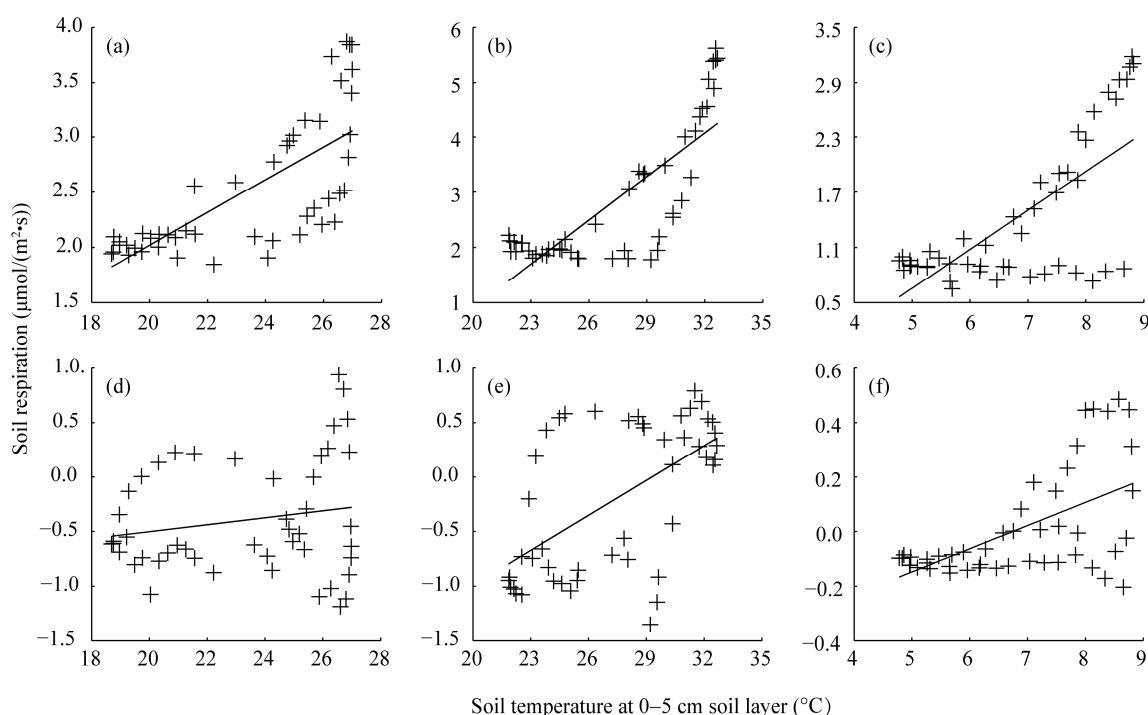 Soil respiration (μmol/(m²•s))
(a)
4.0
3.5
3.0
2.5
2.0
1.5
18 20 22 24 26 28
(b)
6
5
4
3
2
1
20 23 26 29 33 35
(c)
3.5
2.9
2.3
1.7
1.1
0.5
4 5 6 7 8 9
(d)
1.0.
0.5
0.0
−0.5
−1.0
−1.5
18 20 22 24 26 28
(e)
1.0.
0.5
0.0
−0.5
−1.0
−1.5
20 23 26 29 32 25
(f)
0.6
0.4
0.2
0.0
−0.2
−0.4
4 5 6 7 8 9
Soil temperature at 0–5 cm soil layer (°C)